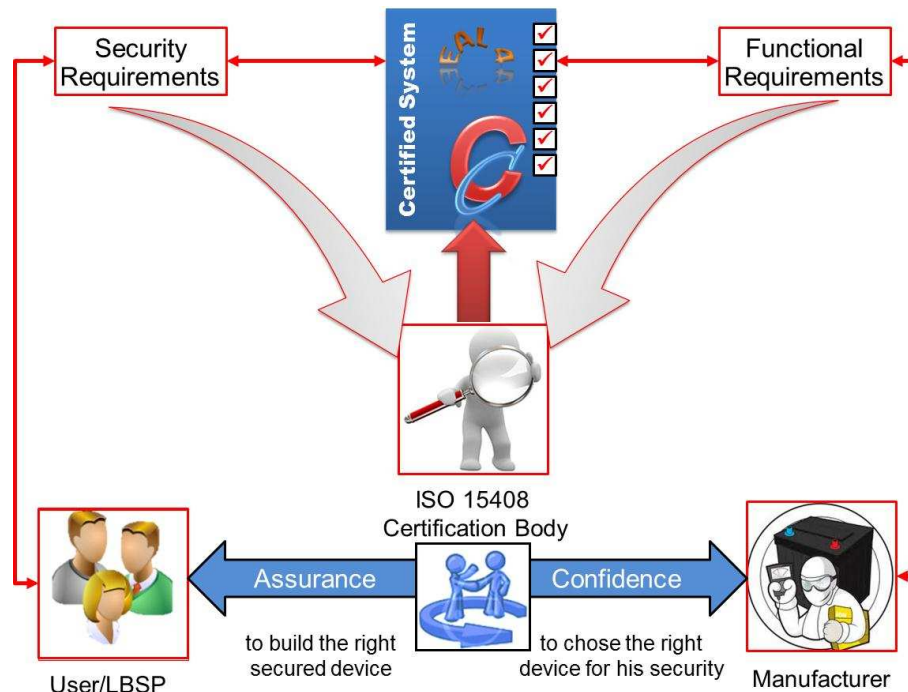 Security
Requirements
Certified System
EAL
Functional
Requirements
ISO 15408
Certification Body
Assurance
Confidence
to build the right
secured device
to chose the right
device for his security
User/LBSP
Manufacturer